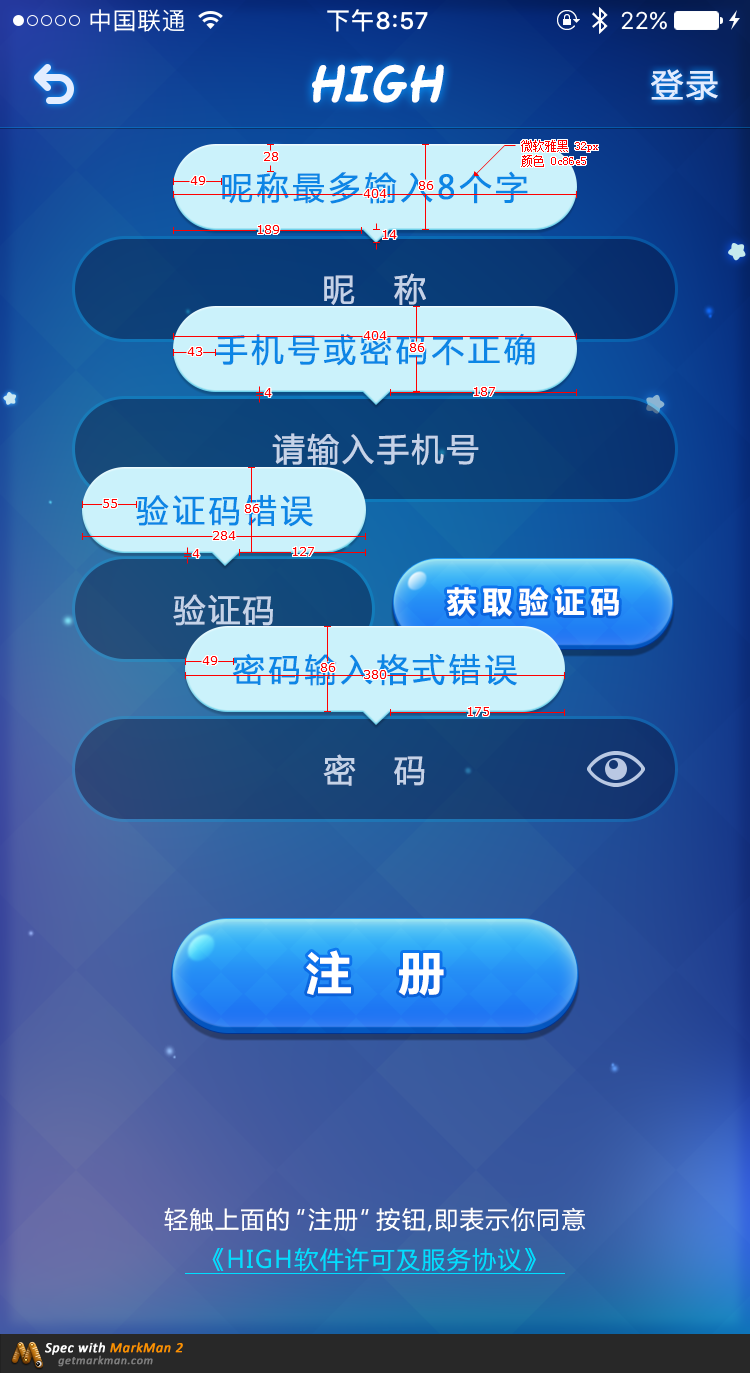 中国联通 下午8:57 22%
HIGH 登录
微软雅黑 32px
颜色 0c80e5
28
49 昵称最多输入8个字 86
404
189 14
昵 称
404
43 手机号或密码不正确 86
4 187
请输入手机号
55 验证码错误 86
284
4 127
验证码 获取验证码
49 密码输入格式错误 86
380
175
密 码
注 册
轻触上面的“注册”按钮,即表示你同意
《HIGH软件许可及服务协议》
Spec with MarkMan 2
getmarkman.com